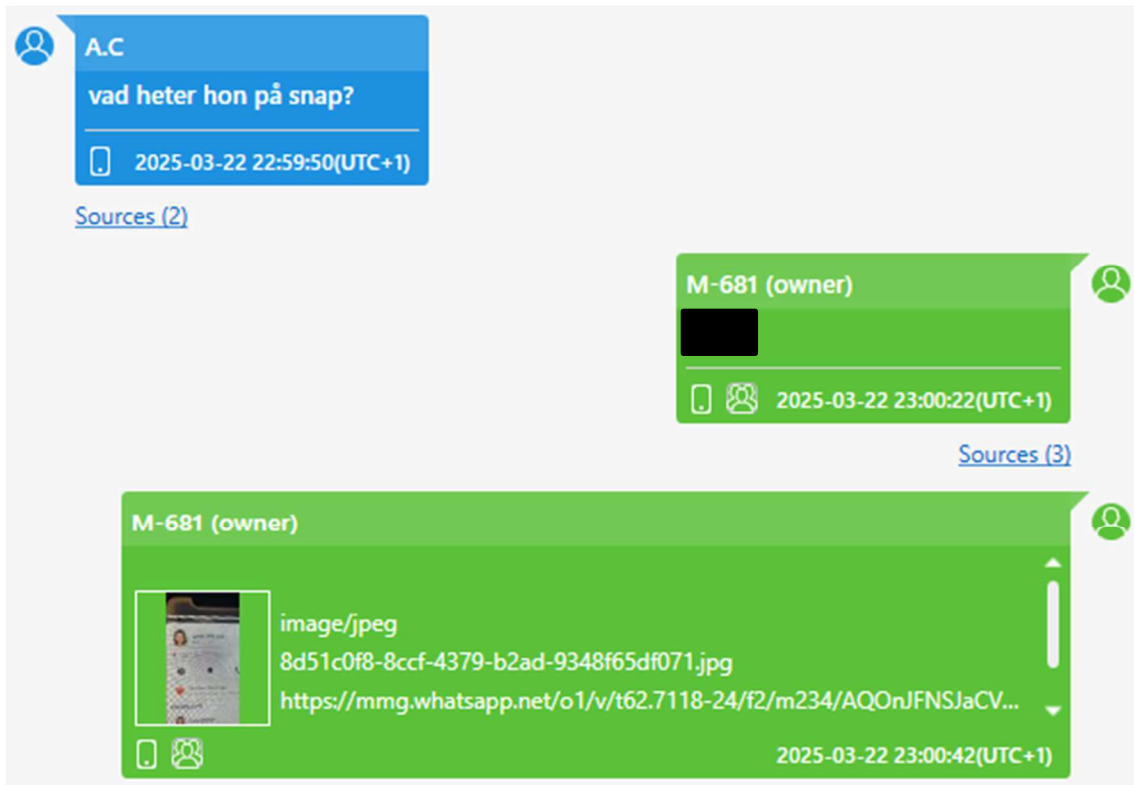 A.C
vad heter hon på snap?
2025-03-22 22:59:50(UTC+1)
Sources (2)
M-681 (owner)
2025-03-22 23:00:22(UTC+1)
Sources (3)
M-681 (owner)
image/jpeg
8d51c0f8-8ccf-4379-b2ad-9348f65df071.jpg
https://mmg.whatsapp.net/o1/v/t62.7118-24/f2/m234/AQOnJFNSJaCV...
2025-03-22 23:00:42(UTC+1)